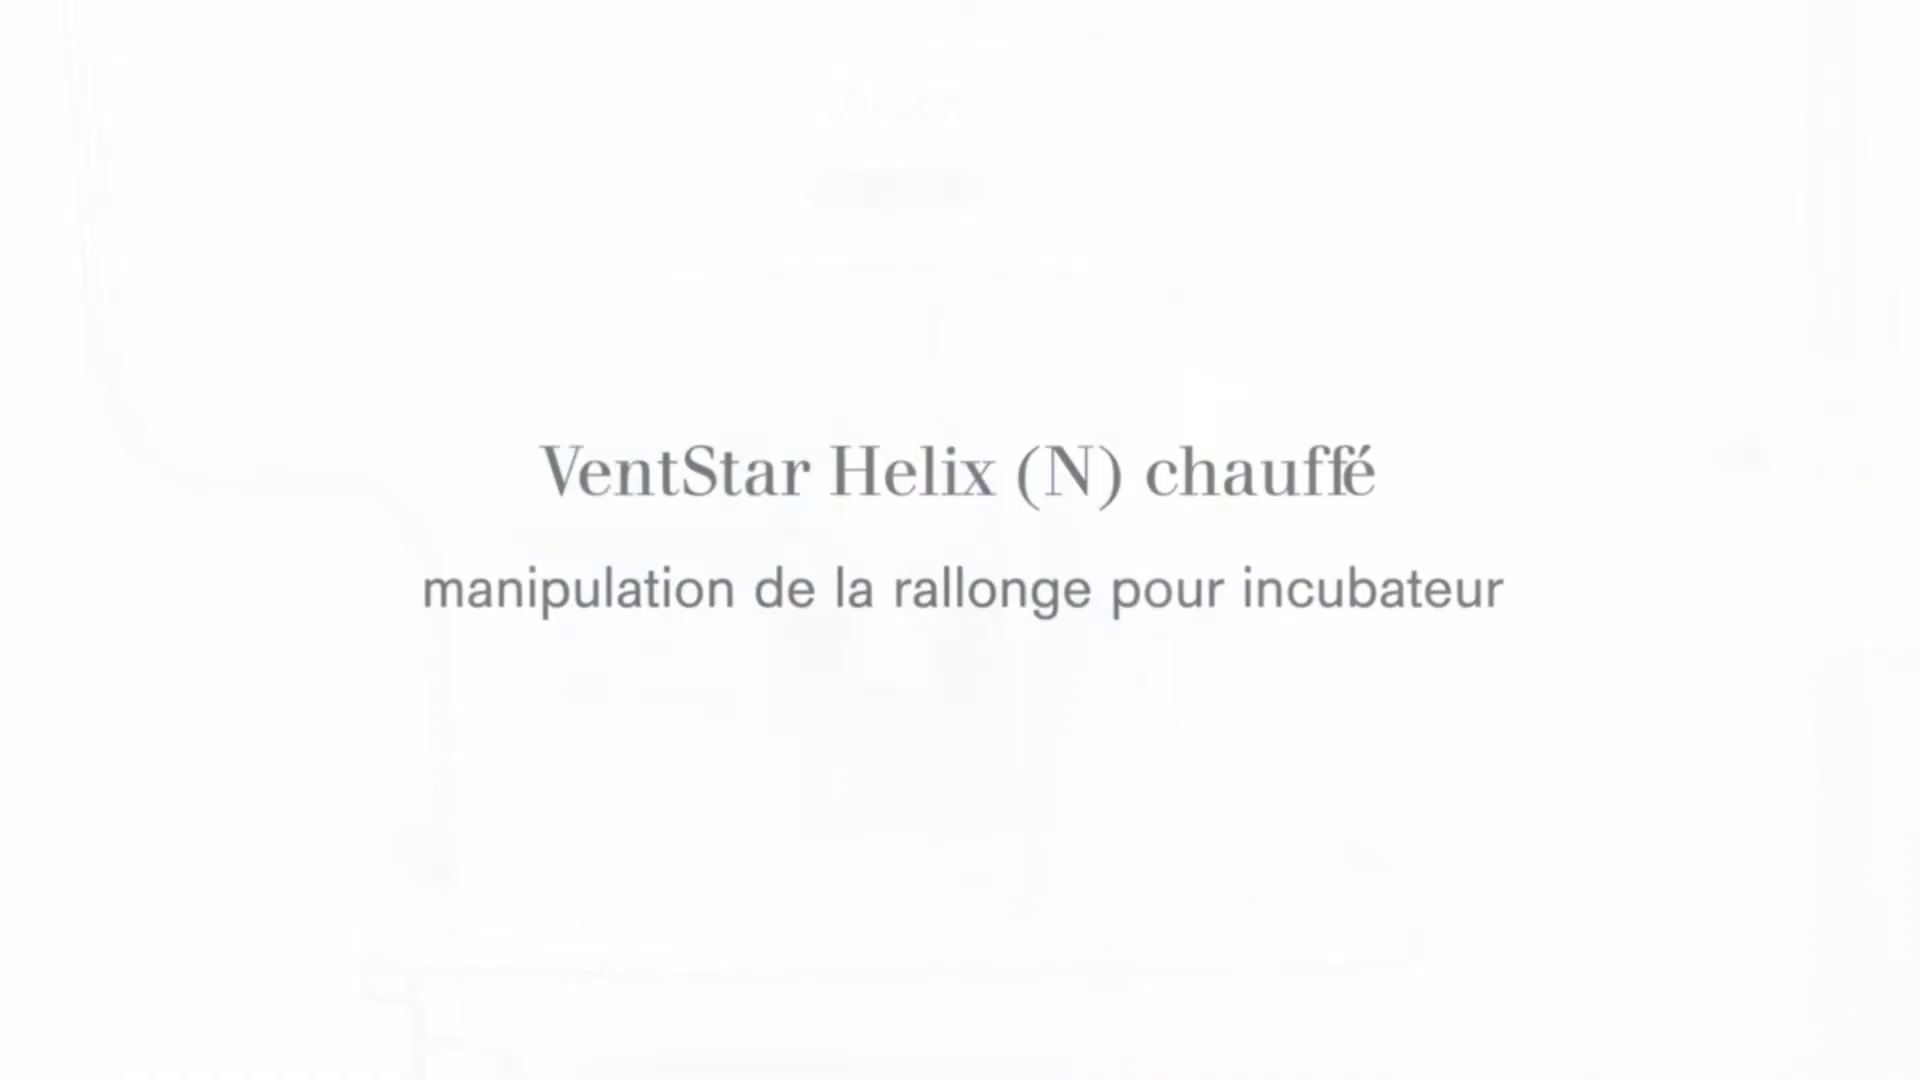 VentStar Helix (N) chauffé
manipulation de la rallonge pour incubateur